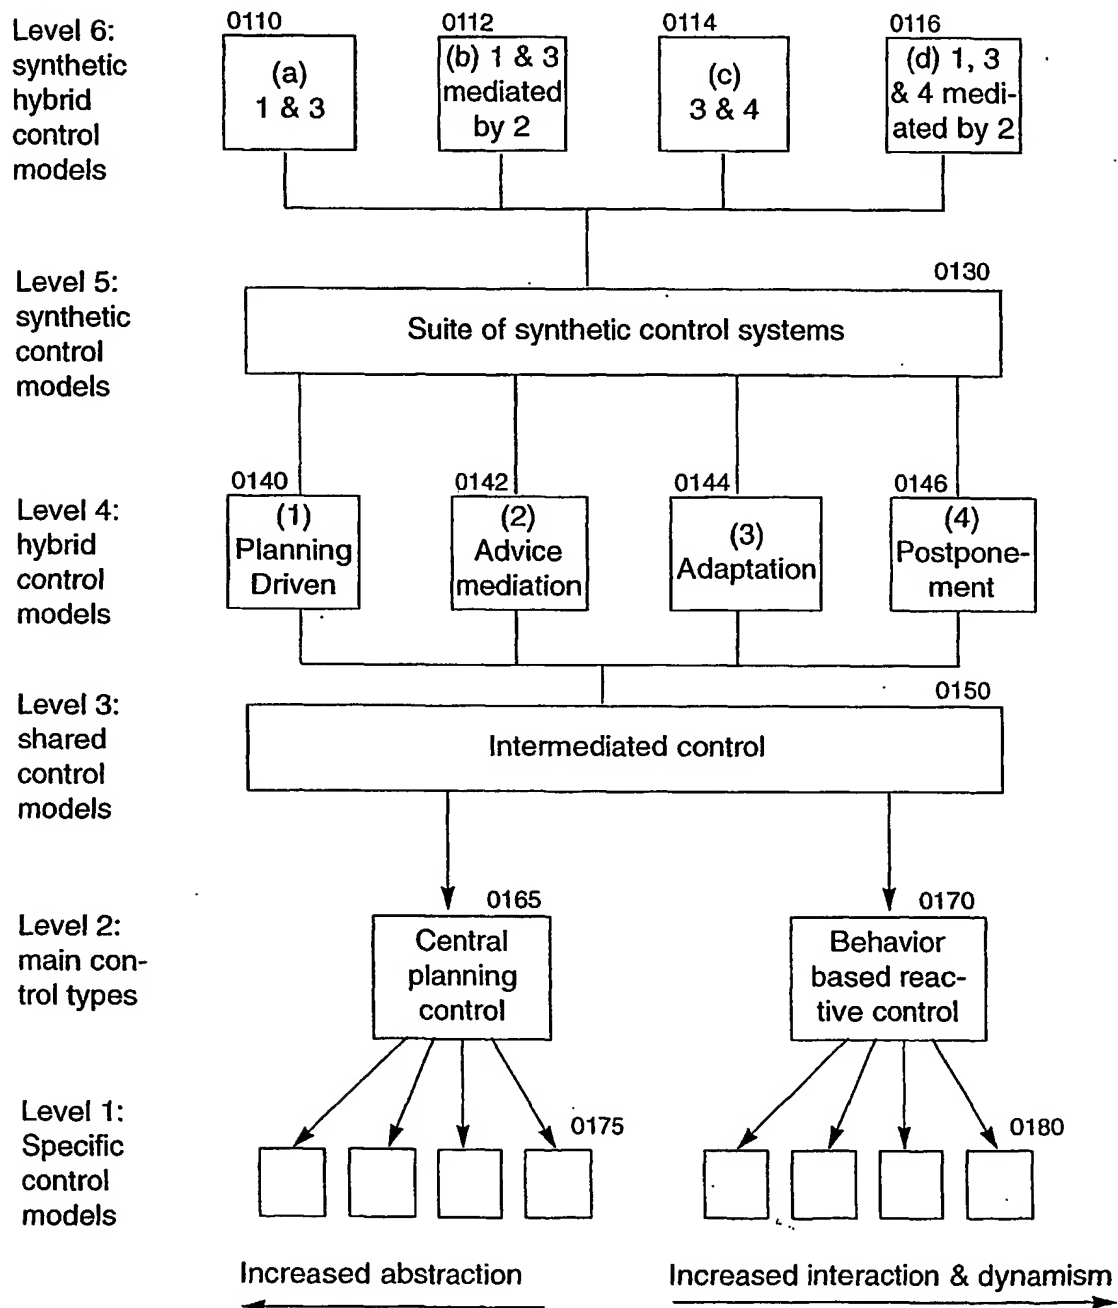 Level 6:
synthetic
hybrid
control
models
0110
(a)
1 & 3
0112
(b) 1 & 3
mediated
by 2
0114
(c)
3 & 4
0116
(d) 1, 3
& 4 medi-
ated by 2
Level 5:
synthetic
control
models
0130
Suite of synthetic control systems
Level 4:
hybrid
control
models
0140
(1)
Planning
Driven
0142
(2)
Advice
mediation
0144
(3)
Adaptation
0146
(4)
Postpone-
ment
Level 3:
shared
control
models
0150
Intermediated control
Level 2:
main con-
trol types
0165
Central
planning
control
0170
Behavior
based reac-
tive control
Level 1:
Specific
control
models
0175
0180
Increased abstraction
Increased interaction & dynamism